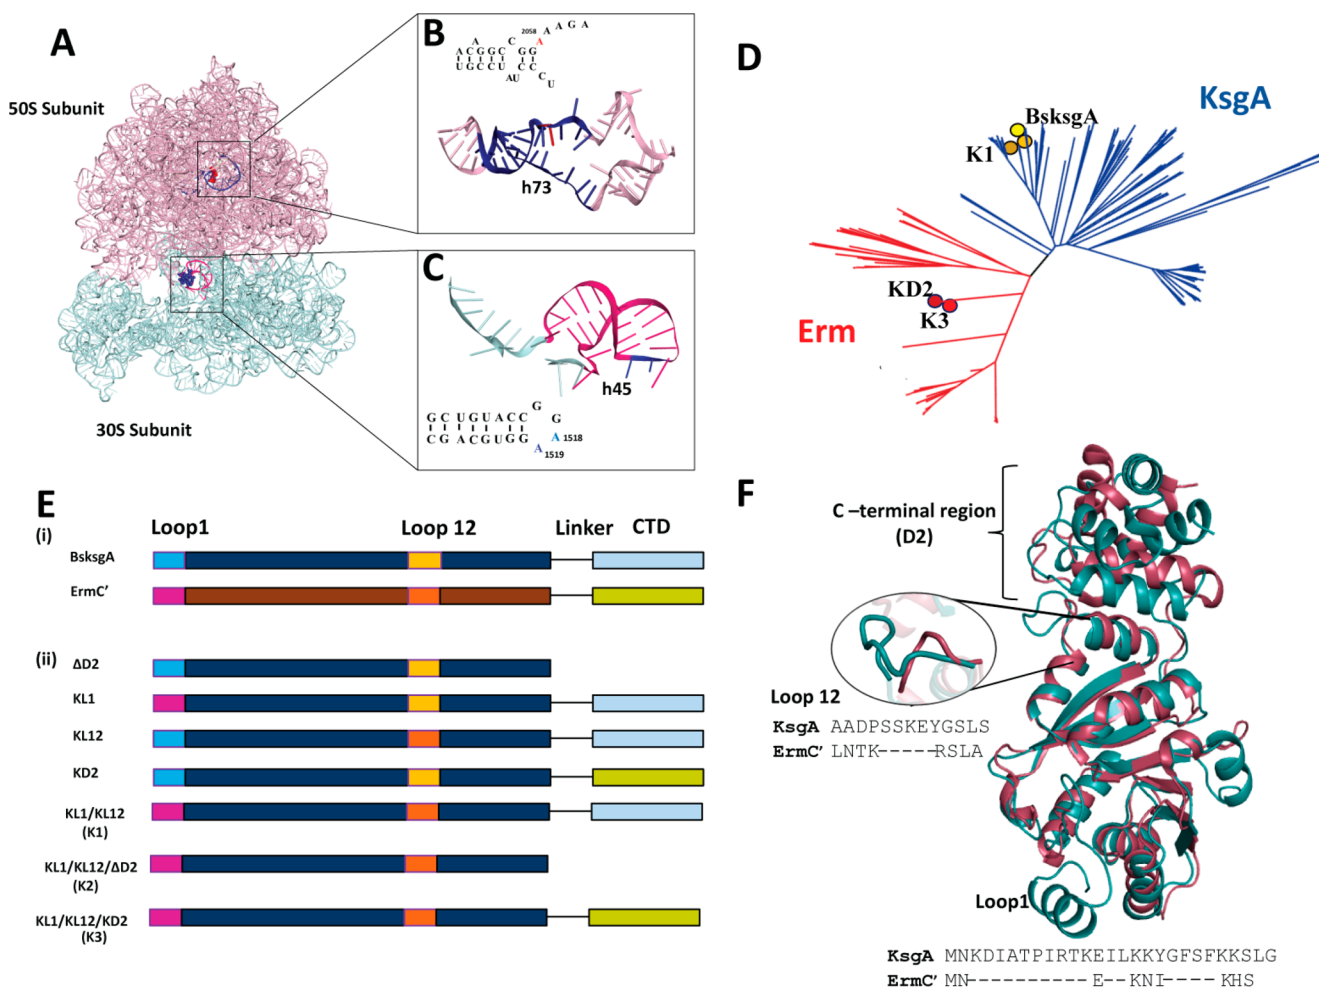 A
50S Subunit
30S Subunit
B
A C A A G A
2058 A
A C G G C G G
U U C C G U C C C
A U U
h73
C
h45
G C U G U A C C G
G
C G A C G U G G A 1518
A 1519
D
KsgA
BsksgA
K1
KD2
K3
Erm
E
(i)
Loop1 Loop 12 Linker CTD
BsksgA
ErmC’
(ii)
ΔD2
KL1
KL12
KD2
KL1/KL12
(K1)
KL1/KL12/ΔD2
(K2)
KL1/KL12/KD2
(K3)
F
C –terminal region
(D2)
Loop 12
KsgA AADPSSKEYGSLS
ErmC’ LNTK-----RSLA
Loop1
KsgA MNKDIATPIRTKEILKKYGFSFKKSLG
ErmC’ MN----------E--KNI-----KHS